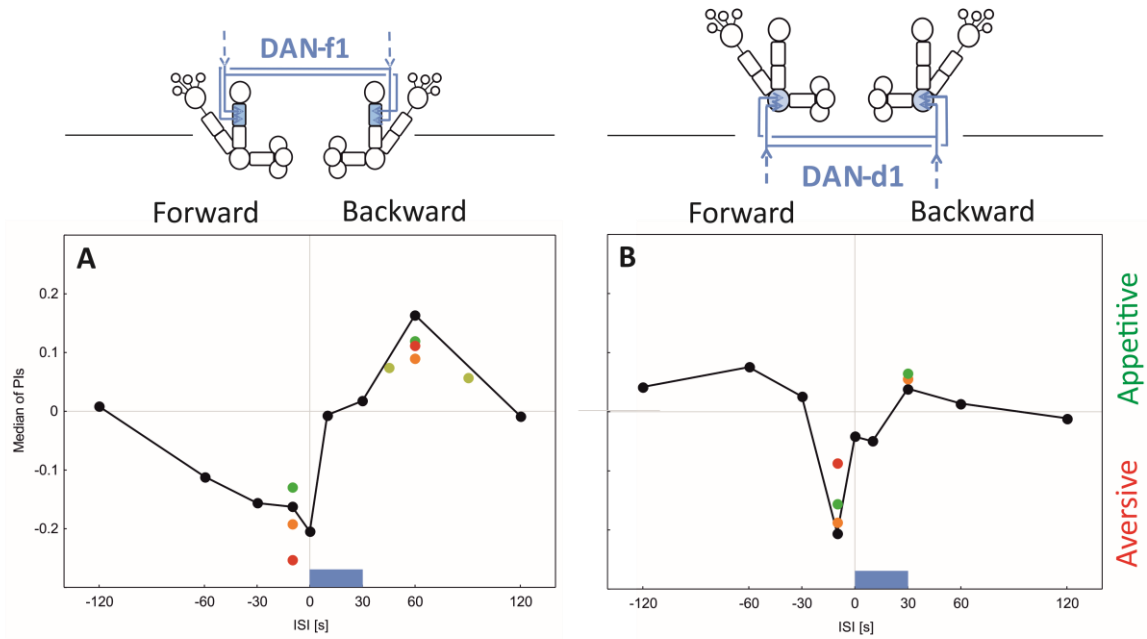 DAN-f1
DAN-d1
Forward Backward
Forward Backward
A
B
0.2
0.1
0
-0.1
-0.2
Median of PIs
-120 -60 -30 0 30 60 120
ISI [s]
-120 -60 -30 0 30 60 120
ISI [s]
Appetitive
Aversive